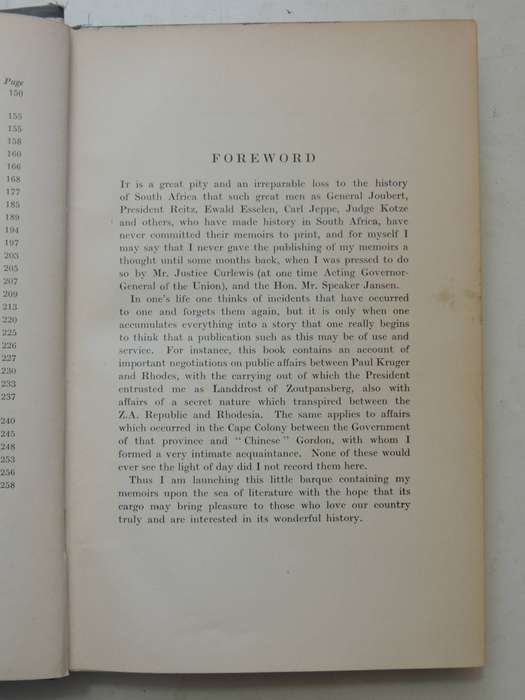 Page
150
155
155
158
160
166
168
177
185
189
194
197
203
205
207
209
213
220
225
226
227
230
233
237
240
245
248
253
256
258
FOREWORD
It is a great pity and an irreparable loss to the history
of South Africa that such great men as General Joubert,
President Reitz, Ewald Esselen, Carl Jeppe, Judge Kotze
and others, who have made history in South Africa, have
never committed their memoirs to print, and for myself I
may say that I never gave the publishing of my memoirs a
thought until some months back, when I was pressed to do
so by Mr. Justice Curlewis (at one time Acting Governor-
General of the Union), and the Hon. Mr. Speaker Jansen.
In one's life one thinks of incidents that have occurred
to one and forgets them again, but it is only when one
accumulates everything into a story that one really begins
to think that a publication such as this may be of use and
service. For instance, this book contains an account of
important negotiations on public affairs between Paul Kruger
and Rhodes, with the carrying out of which the President
entrusted me as Landdrost of Zoutpansberg, also with
affairs of a secret nature which transpired between the
Z.A. Republic and Rhodesia. The same applies to affairs
which occurred in the Cape Colony between the Government
of that province and "Chinese" Gordon, with whom I
formed a very intimate acquaintance. None of these would
ever see the light of day did I not record them here.
Thus I am launching this little barque containing my
memoirs upon the sea of literature with the hope that its
cargo may bring pleasure to those who love our country
truly and are interested in its wonderful history.